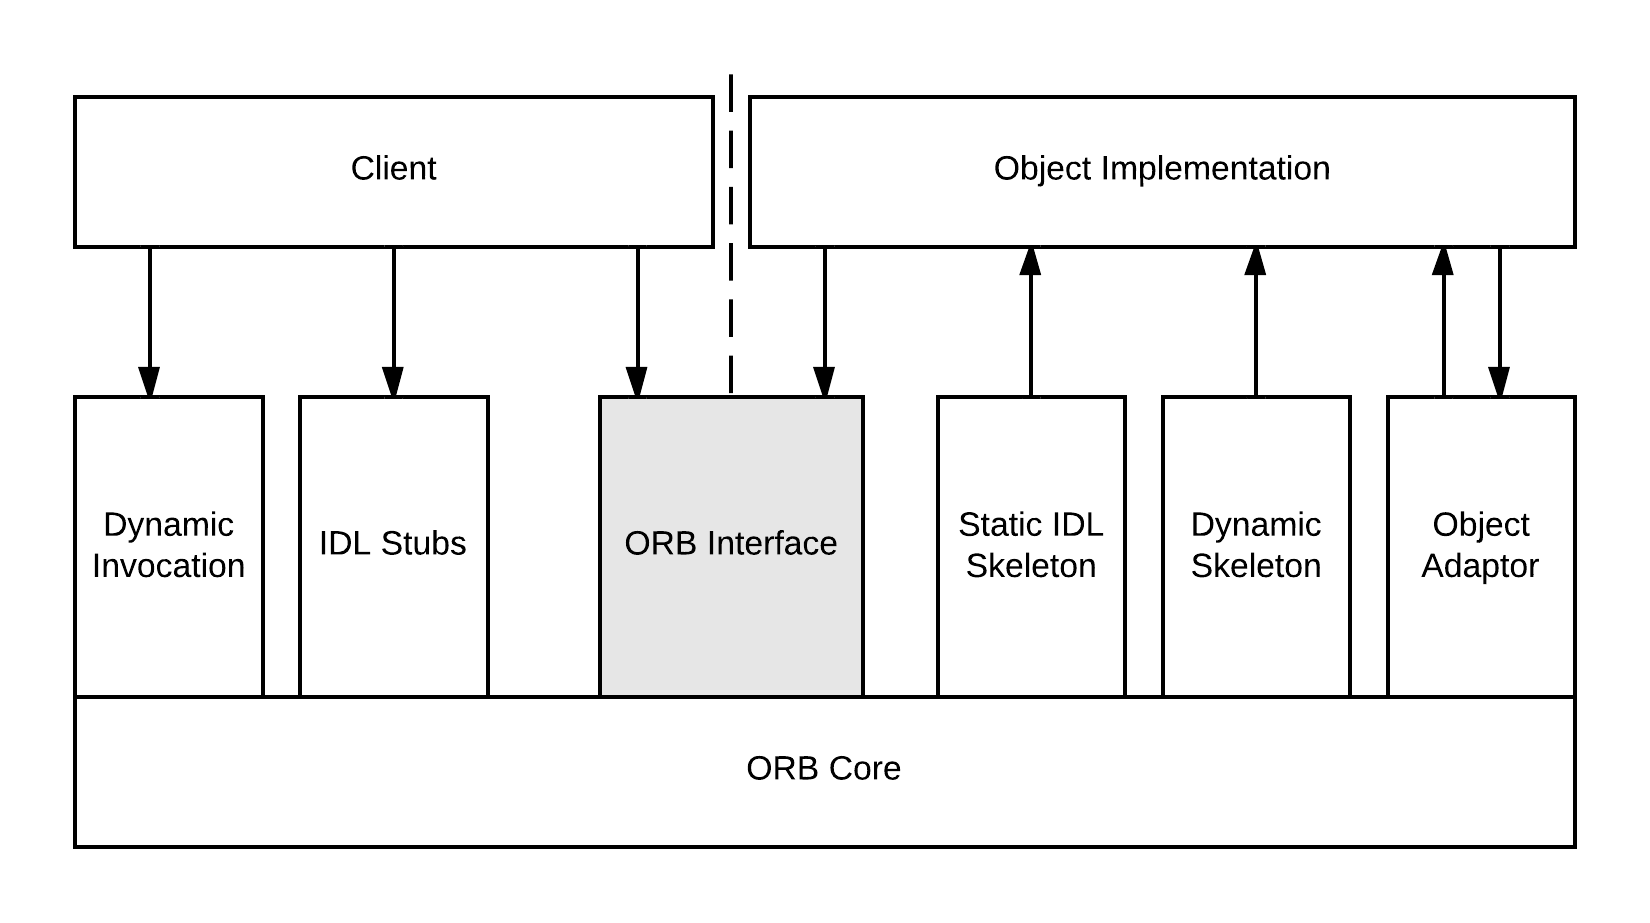 Client
Object Implementation
Dynamic
Invocation
IDL Stubs
ORB Interface
Static IDL
Skeleton
Dynamic
Skeleton
Object
Adaptor
ORB Core